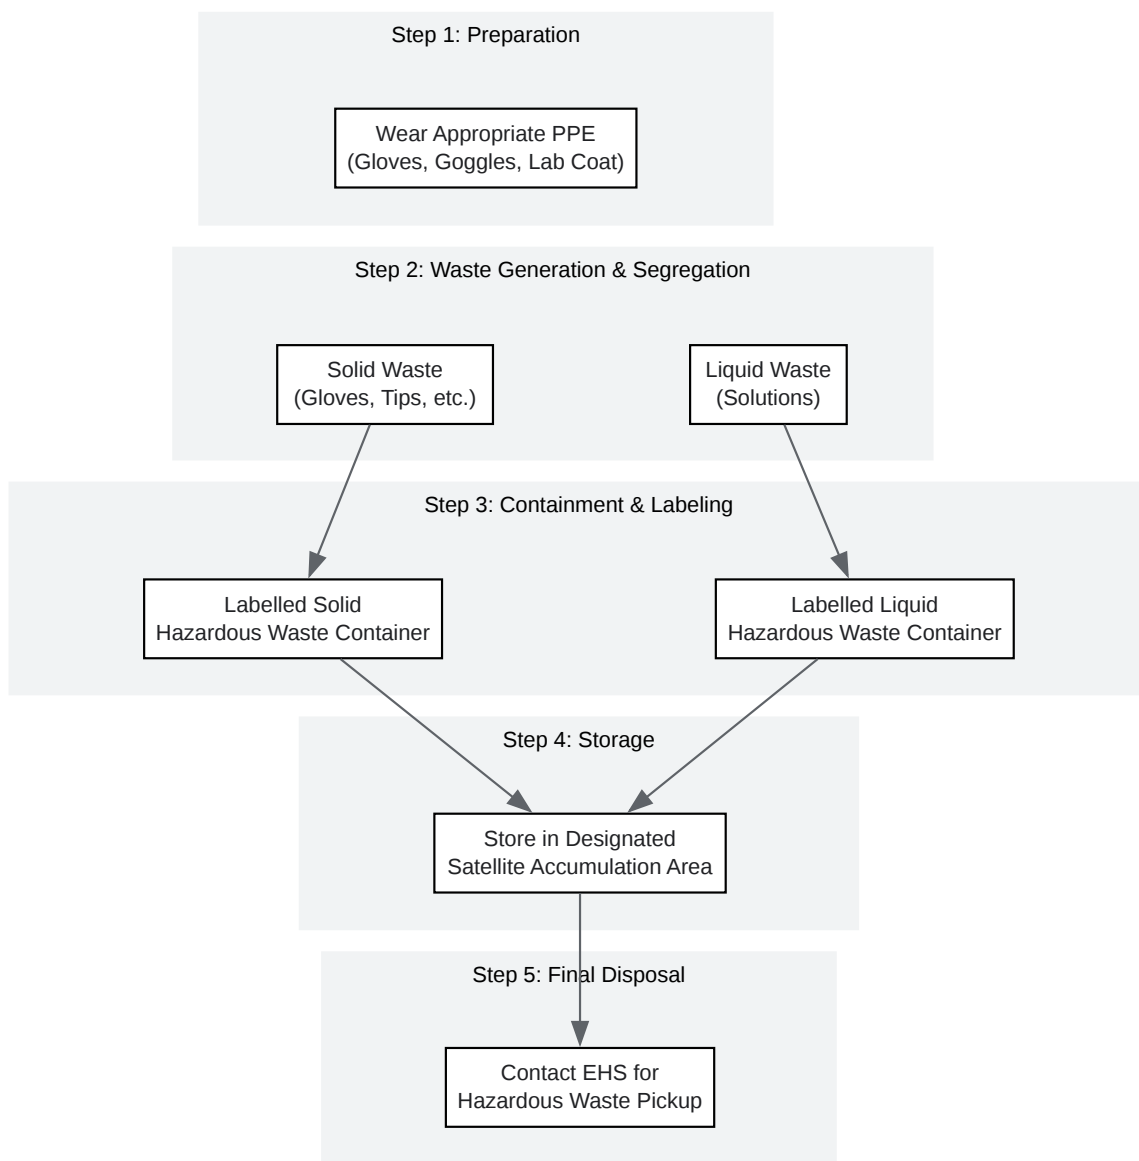 Step 1: Preparation
Wear Appropriate PPE
(Gloves, Goggles, Lab Coat)
Step 2: Waste Generation & Segregation
Solid Waste
(Gloves, Tips, etc.)
Liquid Waste
(Solutions)
Step 3: Containment & Labeling
Labelled Solid
Hazardous Waste Container
Labelled Liquid
Hazardous Waste Container
Step 4: Storage
Store in Designated
Satellite Accumulation Area
Step 5: Final Disposal
Contact EHS for
Hazardous Waste Pickup